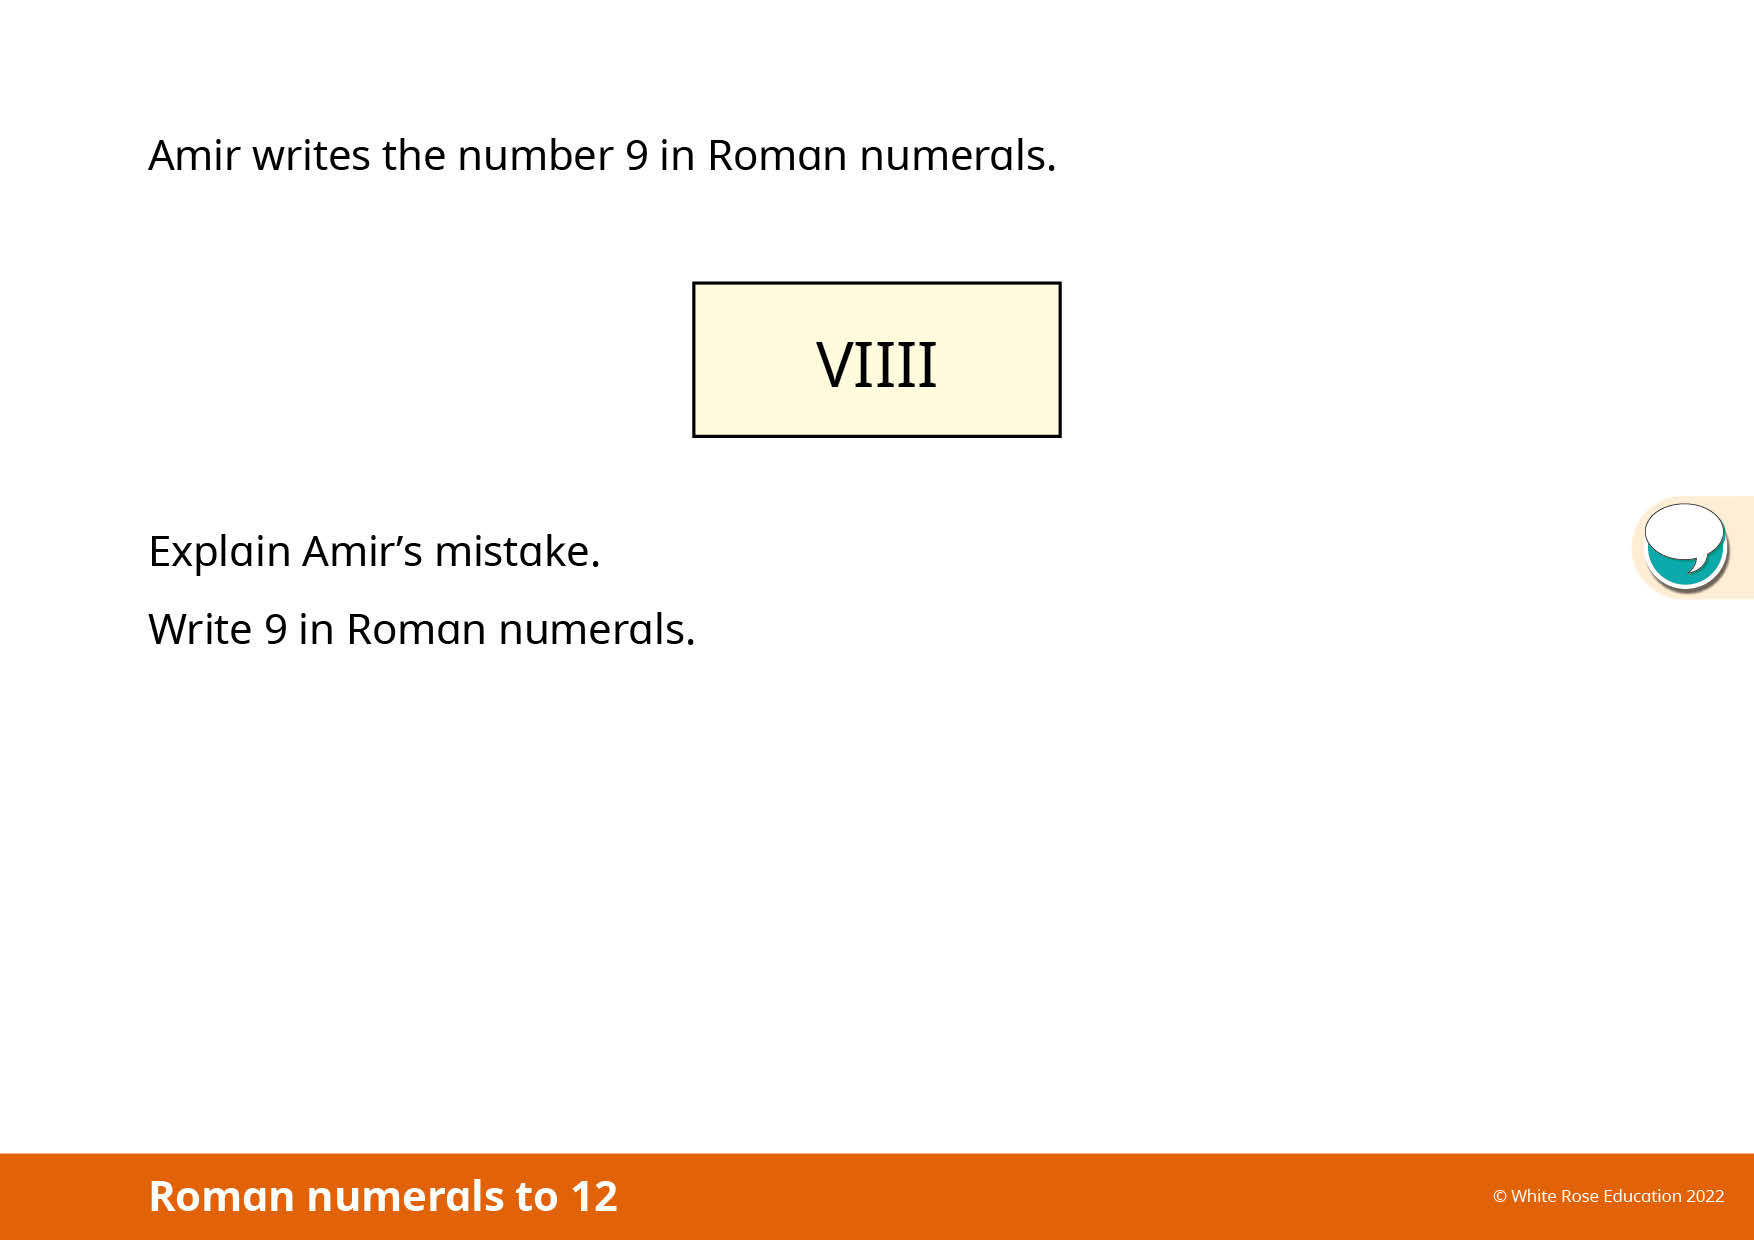 Amir writes the number 9 in Roman numerals.
VIIII
Explain Amir’s mistake.
Write 9 in Roman numerals.
Roman numerals to 12
© White Rose Education 2022